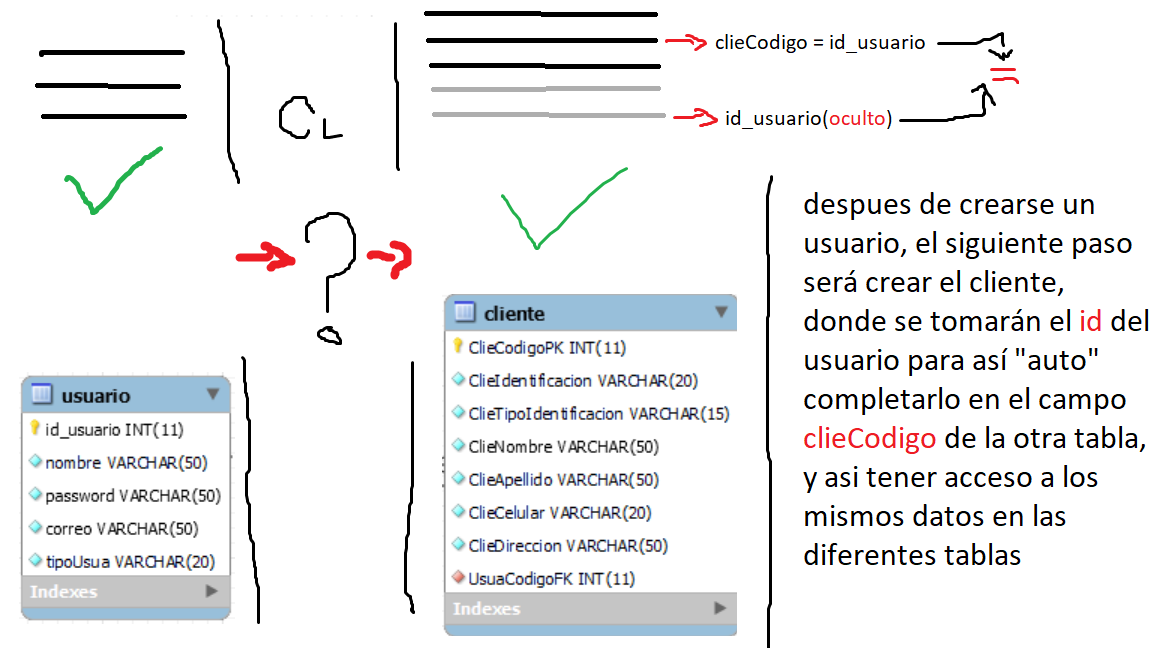 clieCodigo = id_usuario
CL
id_usuario(oculto)
despues de crearse un
usuario, el siguiente paso
será crear el cliente,
donde se tomarán el id del
usuario para así "auto"
completarlo en el campo
clieCodigo de la otra tabla,
y asi tener acceso a los
mismos datos en las
diferentes tablas
?
usuario
id_usuario INT(11)
nombre VARCHAR(50)
password VARCHAR(50)
correo VARCHAR(50)
tipoUsua VARCHAR(20)
Indexes
cliente
ClieCodigoPK INT(11)
ClieIdentificacion VARCHAR(20)
ClieTipoIdentificacion VARCHAR(15)
ClieNombre VARCHAR(50)
ClieApellido VARCHAR(50)
ClieCelular VARCHAR(20)
ClieDireccion VARCHAR(50)
UsuaCodigoFK INT(11)
Indexes